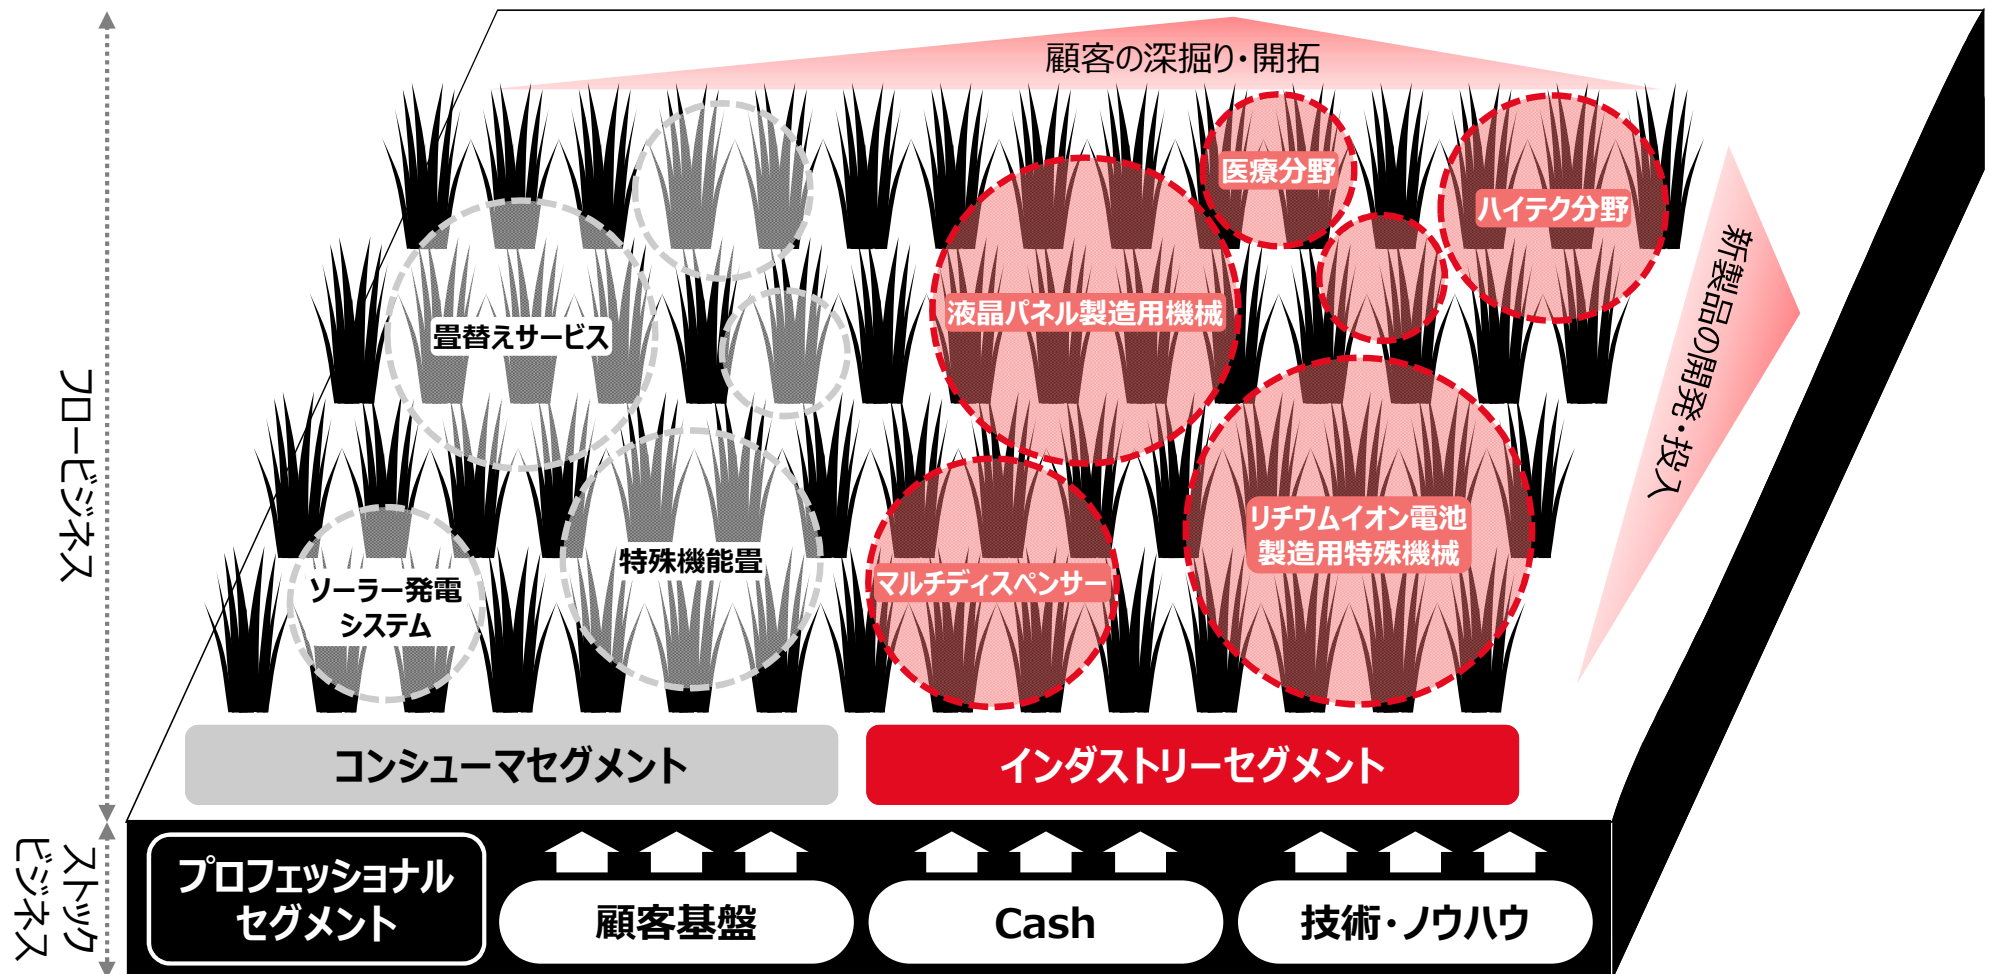 顧客の深掘り・開拓
医療分野
ハイテク分野
新製品の開発・投入
液晶パネル製造用機械
畳替えサービス
フロービジネス
リチウムイオン電池
製造用特殊機械
特殊機能畳
マルチディスペンサー
ソーラー発電
システム
コンシューマセグメント
インダストリーセグメント
ストック
ビジネス
プロフェッショナル
セグメント
顧客基盤
Cash
技術・ノウハウ